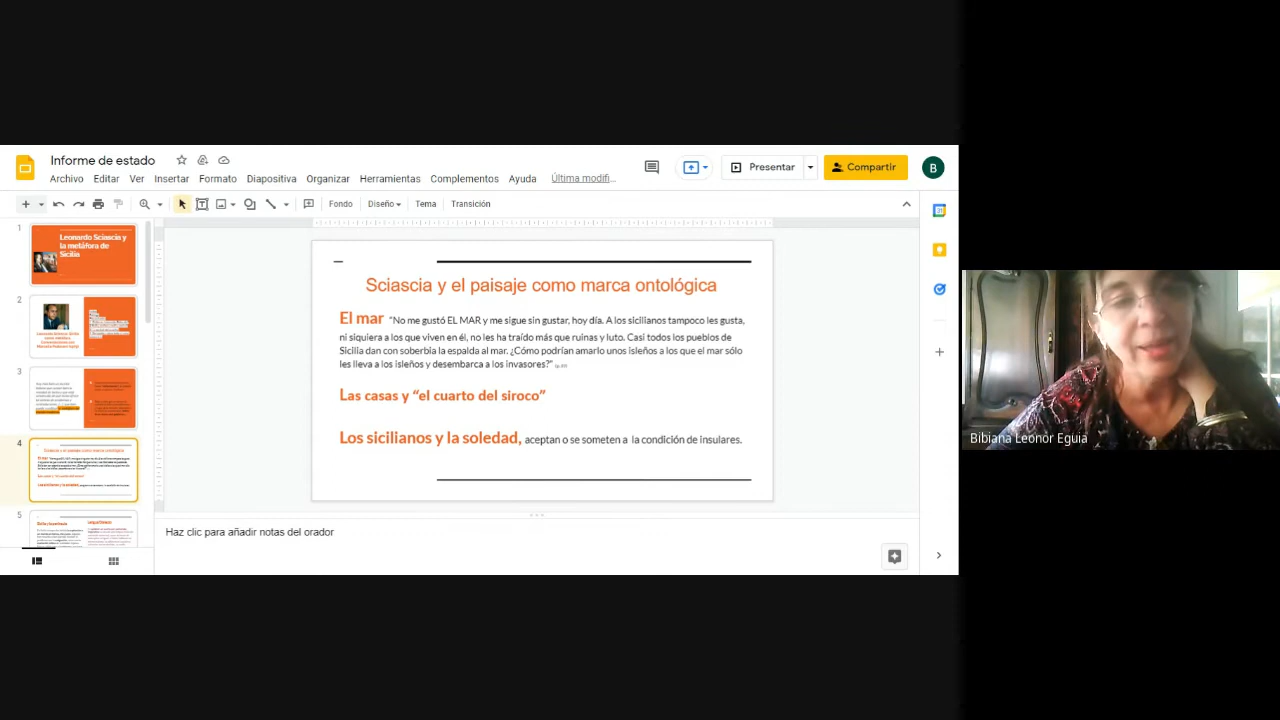 Informe de estado
Archivo Editar Ver Insertar Formato Diapositiva Organizar Herramientas Complementos Ayuda Última modifi...
Presentar
Compartir
B
Fondo Diseño Tema Transición
1
Leonardo Sciascia y
la metáfora de
Sicilia
2
3
4
5
Sciascia y el paisaje como marca ontológica
El mar "No me gustó EL MAR y me sigue sin gustar, hoy día. A los sicilianos tampoco les gusta,
ni siquiera a los que viven en él, no les ha traído más que ruinas y luto. Casi todos los pueblos de
Sicilia dan con soberbia la espalda al mar. ¿Cómo podrían amarlo unos isleños a los que el mar sólo
les lleva a los isleños y desembarca a los invasores?"
Las casas y "el cuarto del siroco"
Los sicilianos y la soledad, aceptan o se someten a la condición de insulares.
Haz clic para añadir notas del orador
Bibiana Leonor Eguia